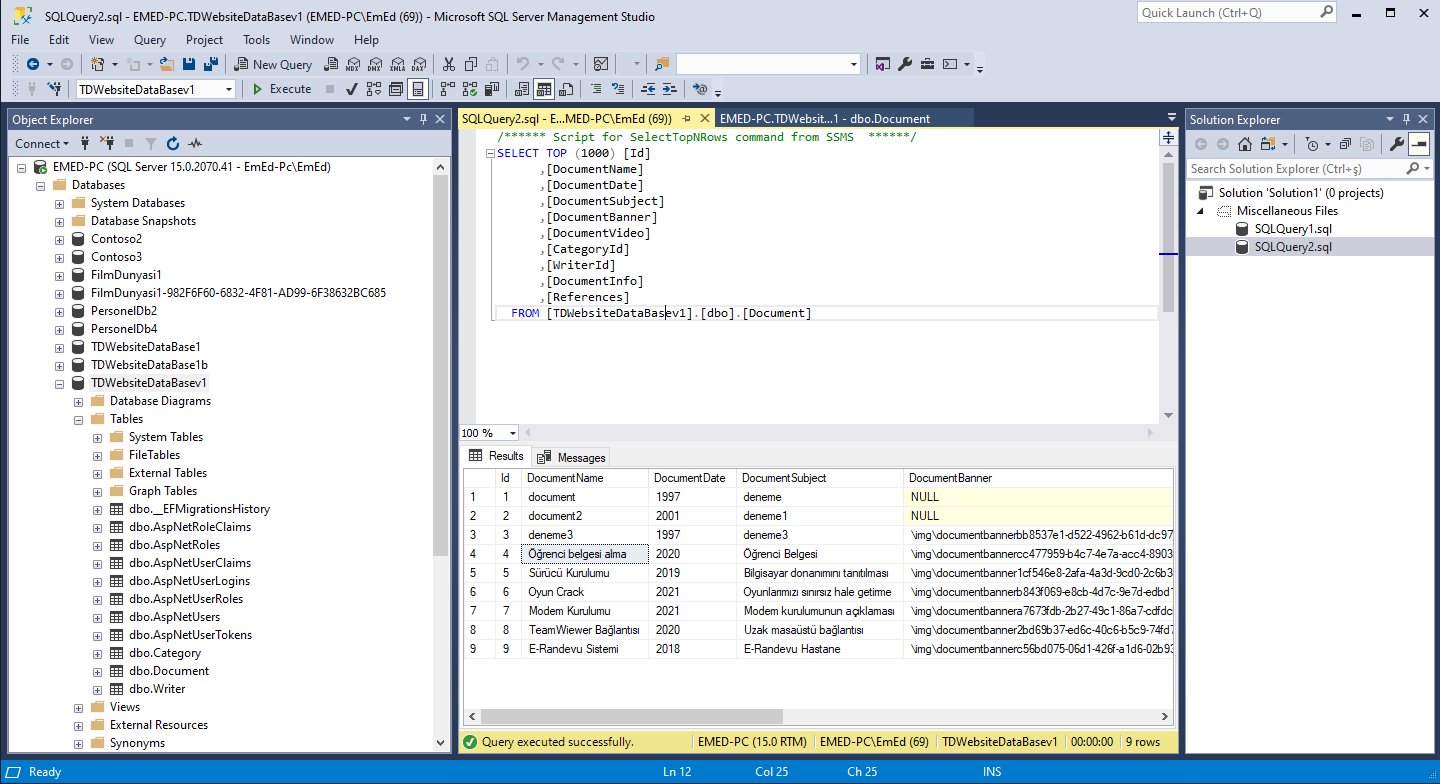 SQLQuery2.sql - EMED-PC.TDWebsiteDataBasev1 (EMED-PC\EmEd (69)) - Microsoft SQL Server Management Studio
Quick Launch (Ctrl+Q)
File Edit View Query Project Tools Window Help
New Query MDX DMX XMLA DAX
TDWebsiteDataBasev1 Execute
Object Explorer
Connect
EMED-PC (SQL Server 15.0.2070.41 - EmEd-Pc\EmEd)
Databases
System Databases
Database Snapshots
Contoso2
Contoso3
FilmDunyasi1
FilmDunyasi1-982F6F60-6832-4F81-AD99-6F38632BC685
PersonelDb2
PersonelDb4
TDWebsiteDataBase1
TDWebsiteDataBase1b
TDWebsiteDataBasev1
Database Diagrams
Tables
System Tables
FileTables
External Tables
Graph Tables
dbo.__EFMigrationsHistory
dbo.AspNetRoleClaims
dbo.AspNetRoles
dbo.AspNetUserClaims
dbo.AspNetUserLogins
dbo.AspNetUserRoles
dbo.AspNetUsers
dbo.AspNetUserTokens
dbo.Category
dbo.Document
dbo.Writer
Views
External Resources
Synonyms
SQLQuery2.sql - E...MED-PC\EmEd (69)) EMED-PC.TDWebsit...1 - dbo.Document
/****** Script for SelectTopNRows command from SSMS ******/
SELECT TOP (1000) [Id]
,[DocumentName]
,[DocumentDate]
,[DocumentSubject]
,[DocumentBanner]
,[DocumentVideo]
,[CategoryId]
,[WriterId]
,[DocumentInfo]
,[References]
FROM [TDWebsiteDataBasev1].[dbo].[Document]
100 %
Results Messages
Id DocumentName DocumentDate DocumentSubject DocumentBanner
1 1 document 1997 deneme NULL
2 2 document2 2001 deneme1 NULL
3 3 deneme3 1997 deneme3 \img\documentbannerbb8537e1-d522-4962-b61d-dc97
4 4 Öğrenci belgesi alma 2020 Öğrenci Belgesi \img\documentbannercc477959-b4c7-4e7a-acc4-8903
5 5 Sürücü Kurulumu 2019 Bilgisayar donanımını tanıtılması \img\documentbanner1cf546e8-2afa-4a3d-9cd0-2c6b3
6 6 Oyun Crack 2021 Oyunlarımızı sınırsız hale getirme \img\documentbannerb843f069-e8cb-4d7c-9e7d-edbd1
7 7 Modem Kurulumu 2021 Modem kurulumunun açıklaması \img\documentbannera7673fdb-2b27-49c1-86a7-cdfdc
8 8 TeamWiewer Bağlantısı 2020 Uzak masaüstü bağlantısı \img\documentbanner2bd69b37-ed6c-40c6-b5c9-74fd7
9 9 E-Randevu Sistemi 2018 E-Randevu Hastane \img\documentbannerc56bd075-06d1-426f-a1d6-02b93
Query executed successfully. EMED-PC (15.0 RTM) EMED-PC\EmEd (69) TDWebsiteDataBasev1 00:00:00 9 rows
Solution Explorer
Search Solution Explorer (Ctrl+ş)
Solution 'Solution1' (0 projects)
Miscellaneous Files
SQLQuery1.sql
SQLQuery2.sql
Ready Ln 12 Col 25 Ch 25 INS